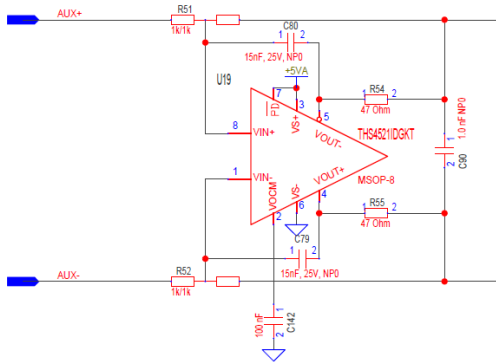 R51
C80
AUX+
1
2
1k/1k
15nF, 25V, NP0
+5VA
U19
R54
7
PD
3
VS+
5
1
2
47 Ohm
THS4521IDGKT
VOUT-
8
VIN+
1.0 nF NP0
1
2
C90
1
VIN-
VOUT+
MSOP-8
VOCM
VS-
R55
2
6
4
1
2
47 Ohm
C79
1
2
R52
AUX-
15nF, 25V, NP0
1k/1k
100 nF
1
2
C142